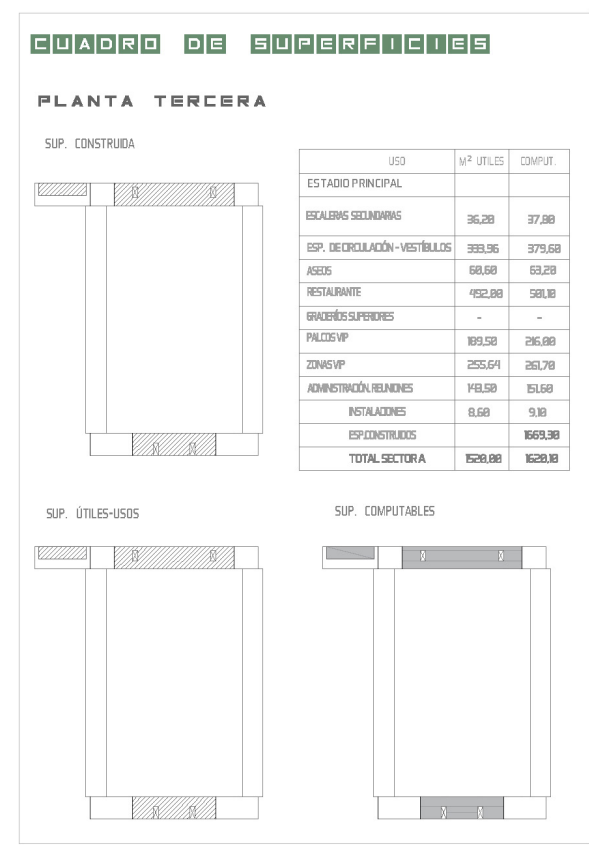 CUADRO DE SUPERFICIES
PLANTA TERCERA
SUP. CONSTRUIDA
USO M² UTILES COMPUT.
ESTADIO PRINCIPAL
ESCALERAS SECUNDARIAS 36,20 37,80
ESP. DE CIRCULACIÓN - VESTÍBULOS 393,96 379,60
ASEOS 60,60 63,20
RESTAURANTE 452,00 501,10
GRADERÍOS SUPERIORES - -
PALCOS VIP 189,50 216,00
ZONAS VIP 255,64 261,70
ADMINISTRACIÓN, REUNIONES 143,50 151,60
INSTALACIONES 8,60 9,10
ESP.CONSTRUIDOS 1669,30
TOTAL SECTOR A 1520,00 1620,10
SUP. ÚTILES-USOS
SUP. COMPUTABLES